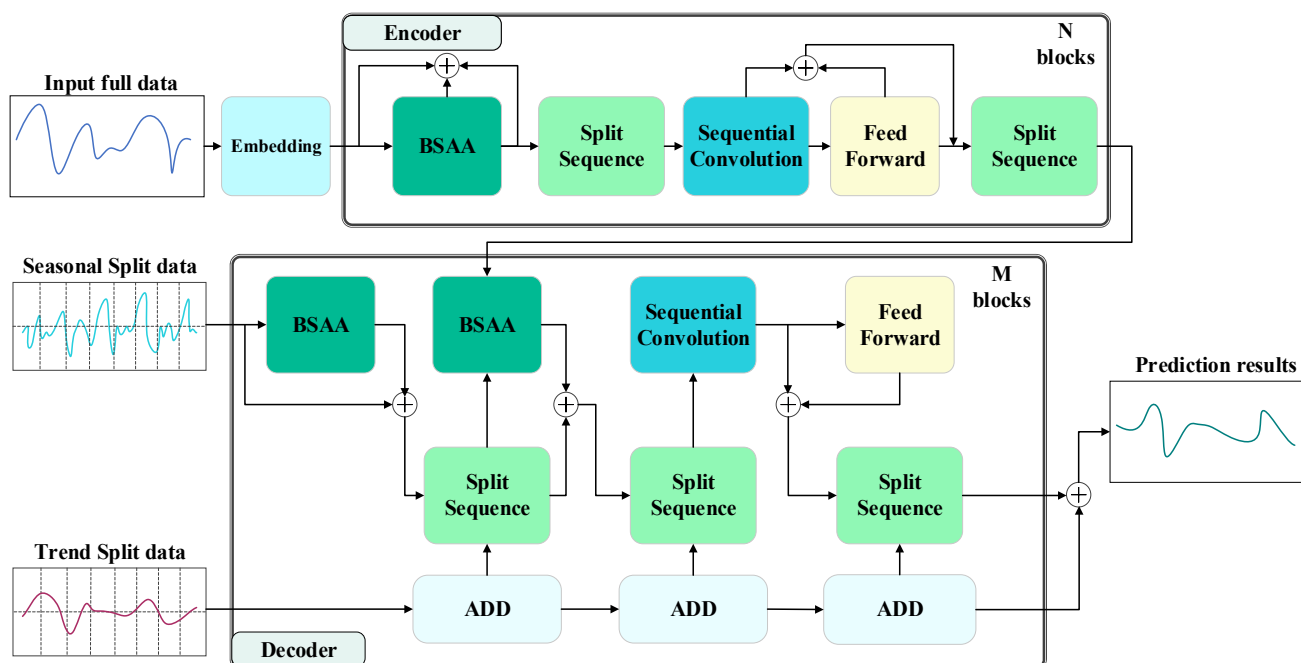 Encoder
N
blocks
Input full data
Embedding
BSAA
Split
Sequence
Sequential
Convolution
Feed
Forward
Split
Sequence
Seasonal Split data
M
blocks
BSAA
BSAA
Sequential
Convolution
Feed
Forward
Prediction results
Split
Sequence
Split
Sequence
Split
Sequence
Trend Split data
ADD
ADD
ADD
Decoder